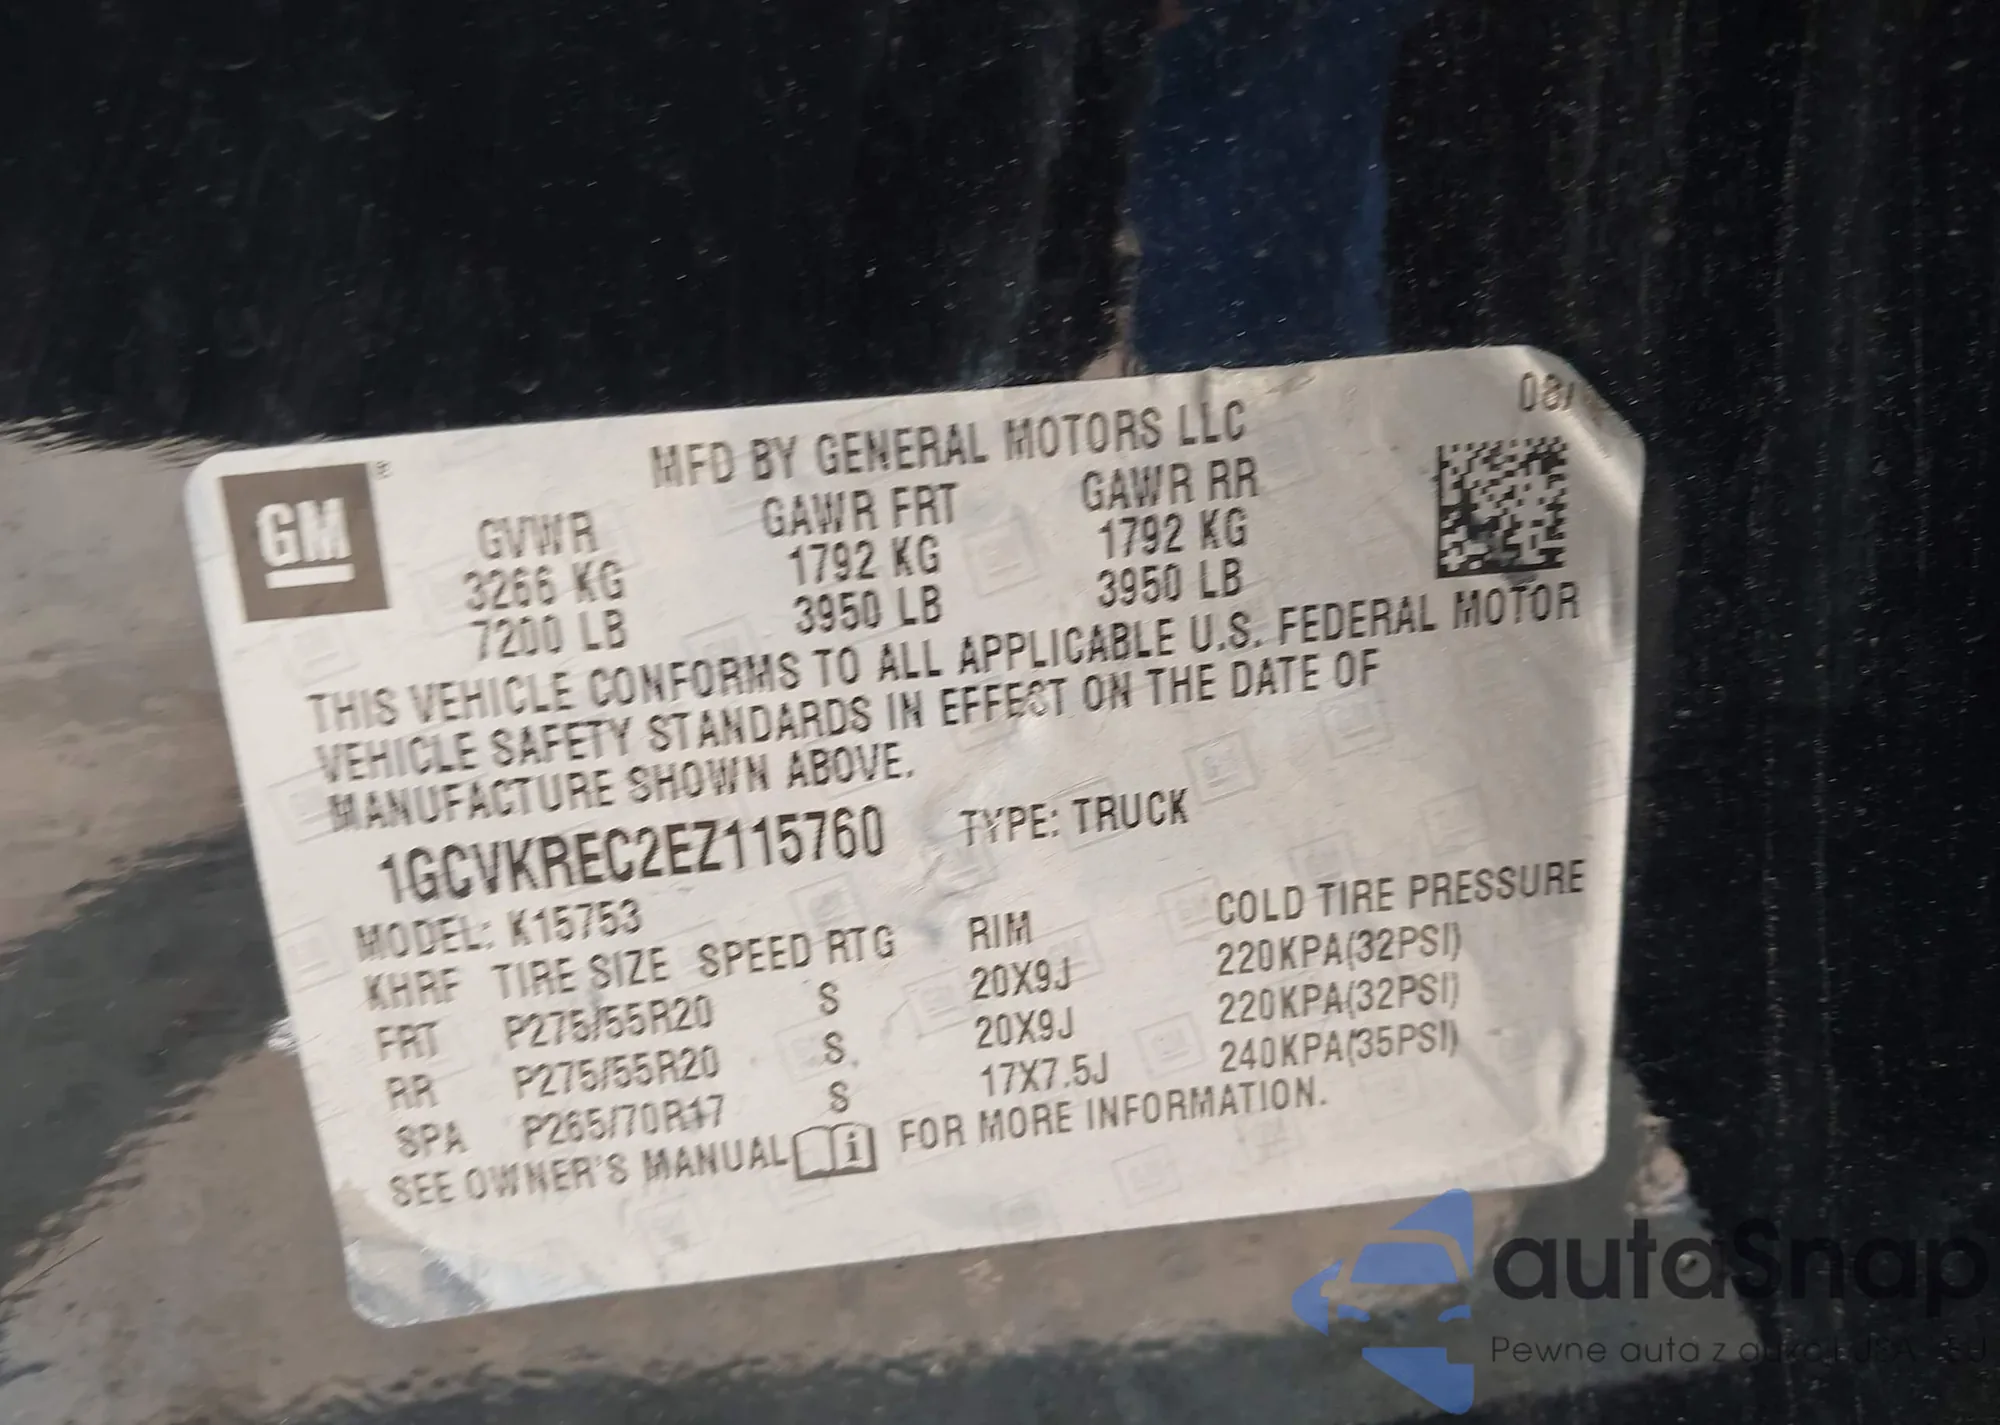 08/
MFD BY GENERAL MOTORS LLC
GM ®
GVWR GAWR FRT GAWR RR
3266 KG 1792 KG 1792 KG
7200 LB 3950 LB 3950 LB
THIS VEHICLE CONFORMS TO ALL APPLICABLE U.S. FEDERAL MOTOR
VEHICLE SAFETY STANDARDS IN EFFECT ON THE DATE OF
MANUFACTURE SHOWN ABOVE.
1GCVKREC2EZ115760 TYPE: TRUCK
MODEL: K15753
KHRF TIRE SIZE SPEED RTG RIM COLD TIRE PRESSURE
FRT P275/55R20 S 20X9J 220KPA(32PSI)
RR P275/55R20 S 20X9J 220KPA(32PSI)
SPA P265/70R17 S 17X7.5J 240KPA(35PSI)
SEE OWNER'S MANUAL FOR MORE INFORMATION.
autoSnap
Pewne auta z